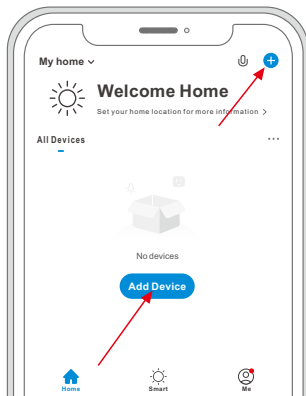 My home
Welcome Home
Set your home location for more information >
All Devices
...
No devices
Add Device
Home
Smart
Me